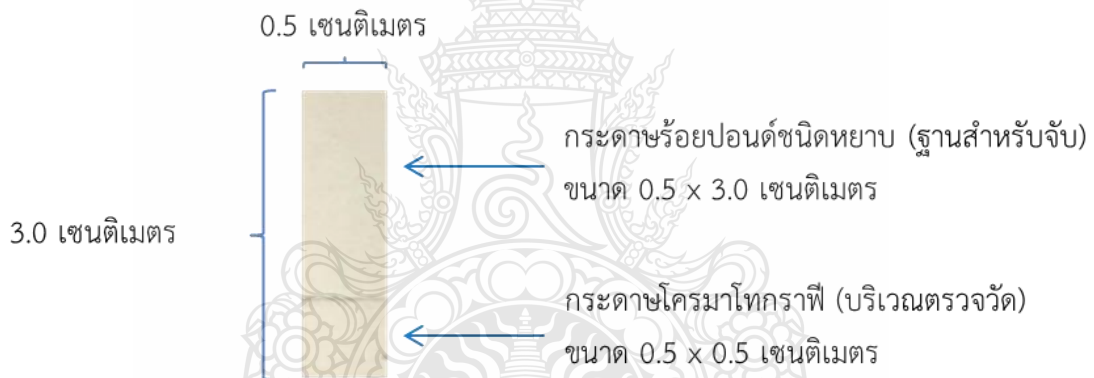 0.5 เซนติเมตร
กระดาษร้อยปอนด์ชนิดหยาบ (ฐานสำหรับจับ)
ขนาด 0.5 x 3.0 เซนติเมตร
3.0 เซนติเมตร
กระดาษโครมาโทกราฟี (บริเวณตรวจวัด)
ขนาด 0.5 x 0.5 เซนติเมตร